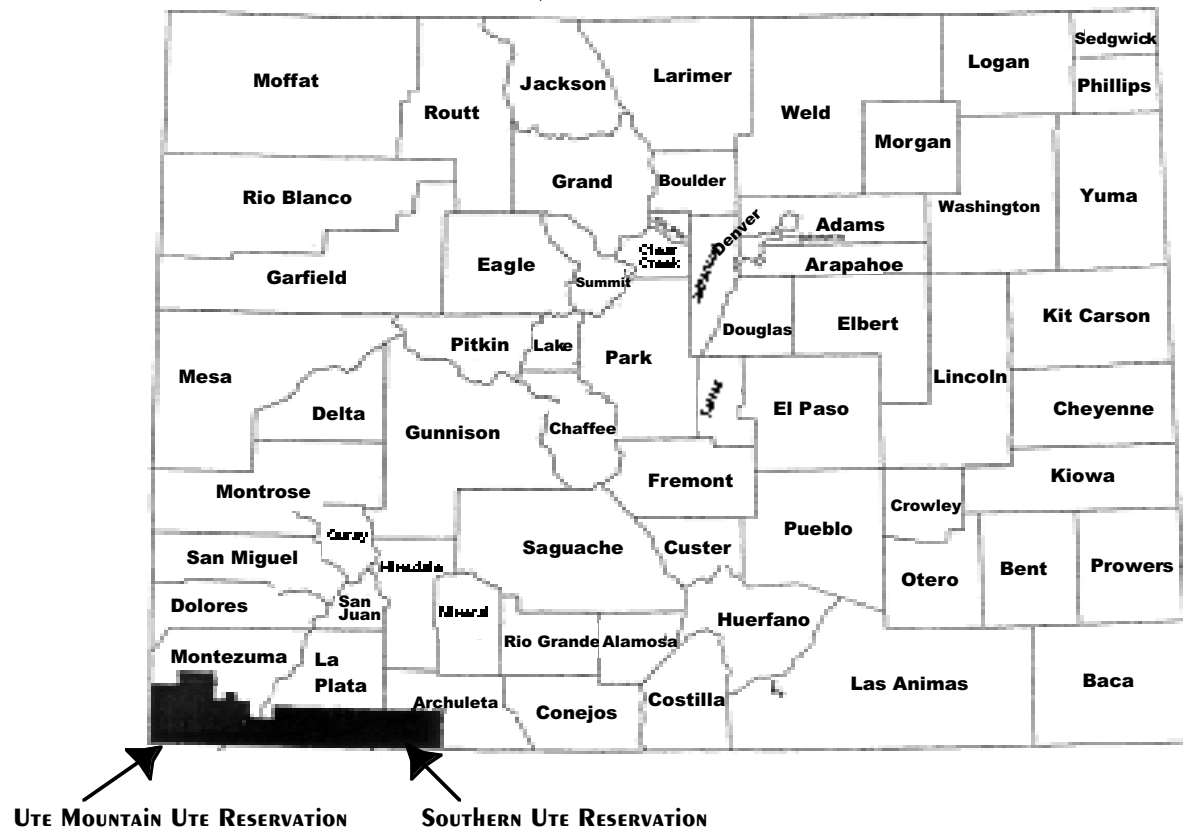 Sedgwick
Logan
Moffat
Jackson
Larimer
Phillips
Routt
Weld
Morgan
Grand
Boulder
Rio Blanco
Yuma
Washington
Denver
Adams
Clear
Creek
Eagle
Arapahoe
Garfield
Summit
Kit Carson
Elbert
Douglas
Pitkin
Lake
Park
Mesa
Lincoln
El Paso
Cheyenne
Delta
Chaffee
Gunnison
Fremont
Kiowa
Montrose
Crowley
Pueblo
Ouray
Saguache
Custer
San Miguel
Hinsdale
Prowers
Bent
Otero
Dolores
San
Juan
Mineral
Huerfano
Rio Grande
Alamosa
Montezuma
La
Plata
Las Animas
Baca
Archuleta
Costilla
Conejos
Ute Mountain Ute Reservation
Southern Ute Reservation